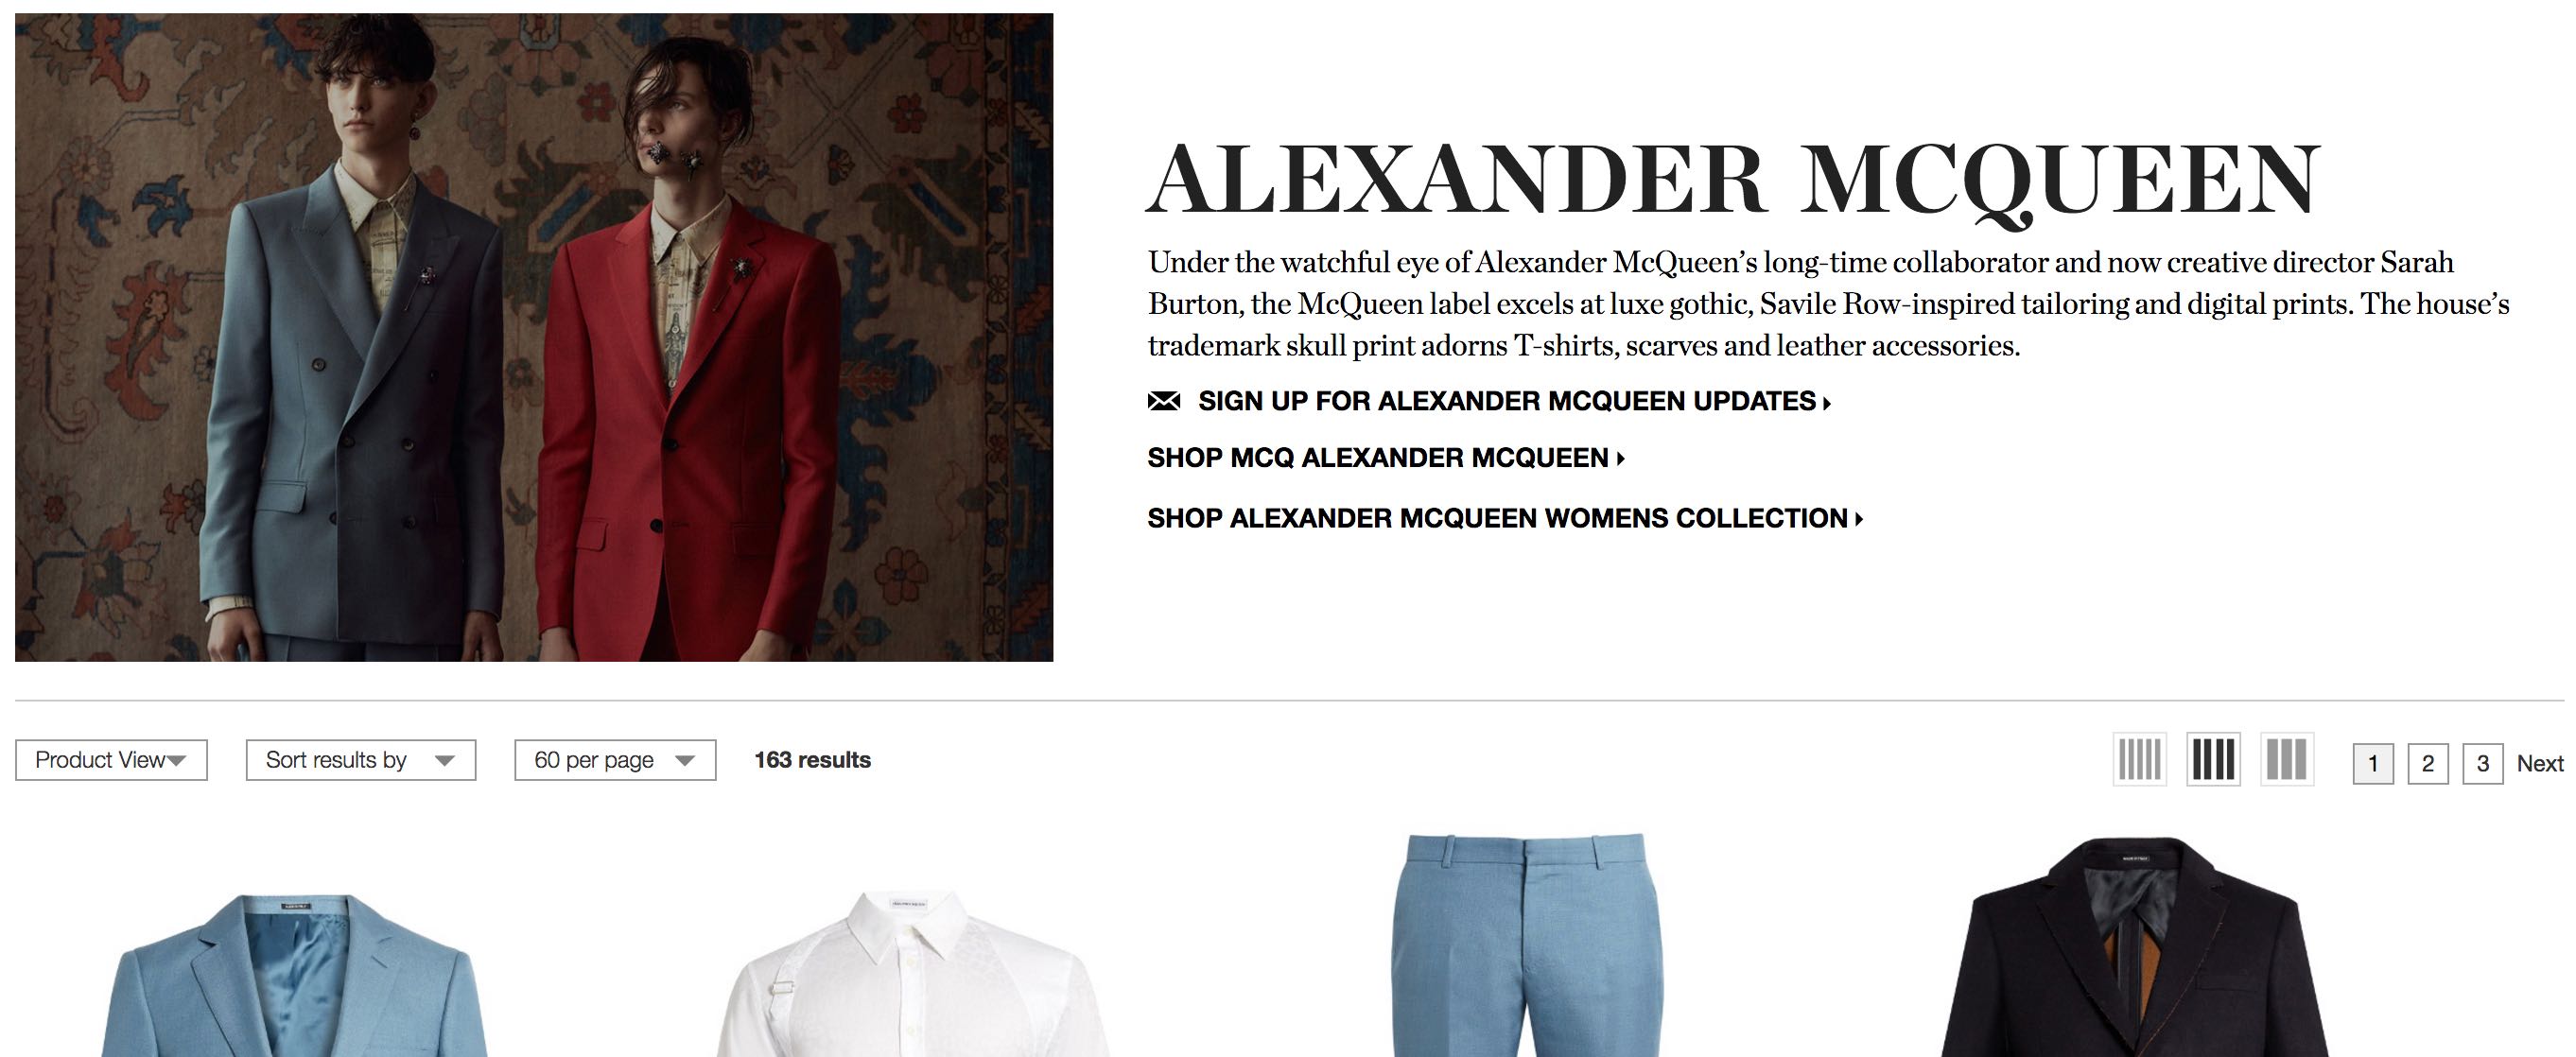 ALEXANDER MCQUEEN
Under the watchful eye of Alexander McQueen’s long-time collaborator and now creative director Sarah
Burton, the McQueen label excels at luxe gothic, Savile Row-inspired tailoring and digital prints. The house’s
trademark skull print adorns T-shirts, scarves and leather accessories.
SIGN UP FOR ALEXANDER MCQUEEN UPDATES
SHOP MCQ ALEXANDER MCQUEEN
SHOP ALEXANDER MCQUEEN WOMENS COLLECTION
Product View
Sort results by
60 per page
163 results
1 2 3 Next